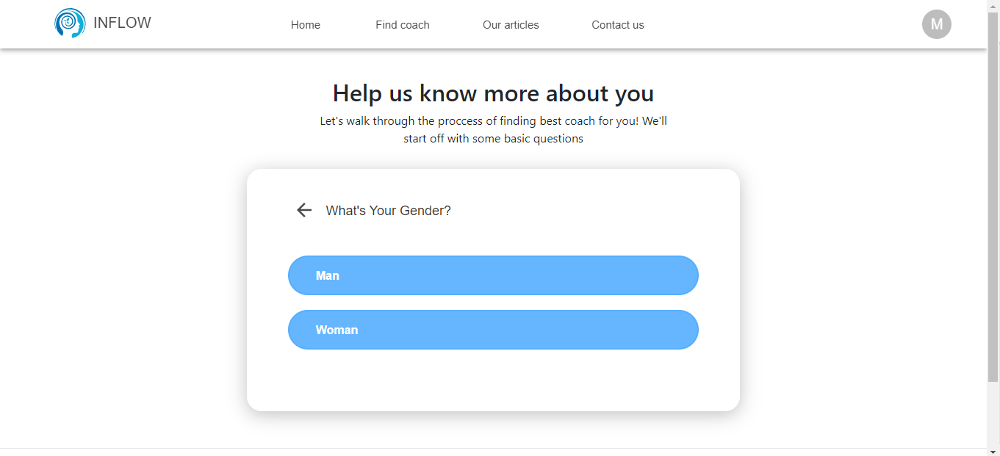 INFLOW
Home
Find coach
Our articles
Contact us
M
Help us know more about you
Let's walk through the proccess of finding best coach for you! We'll
start off with some basic questions
What's Your Gender?
Man
Woman